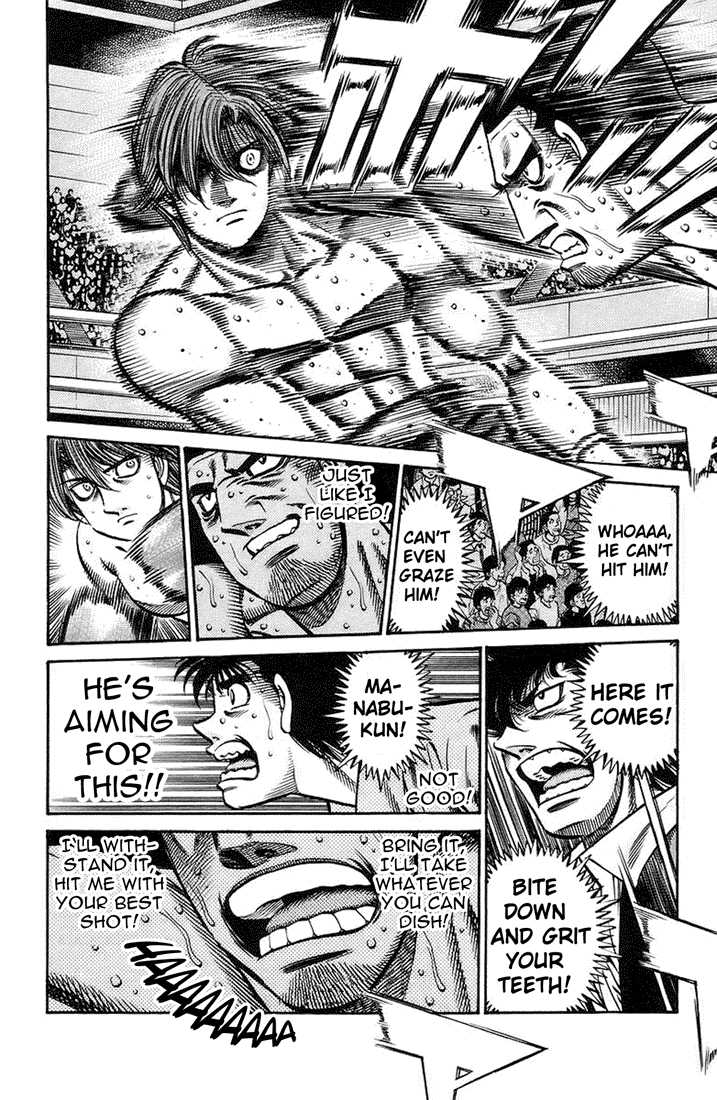 WHOAAA,
HE CAN'T
HIT HIM!
CAN'T
EVEN
GRAZE
HIM!
JUST
LIKE I
FIGURED!
HERE IT
COMES!
BITE
DOWN
AND GRIT
YOUR
TEETH!
MA-
NABU-
KUN!
NOT
GOOD!
HE'S
AIMING
FOR
THIS!!
BRING IT,
I'LL TAKE
WHATEVER
YOU CAN
DISH!
I'LL WITH-
STAND IT,
HIT ME WITH
YOUR BEST
SHOT!
HAAAAAAAAA